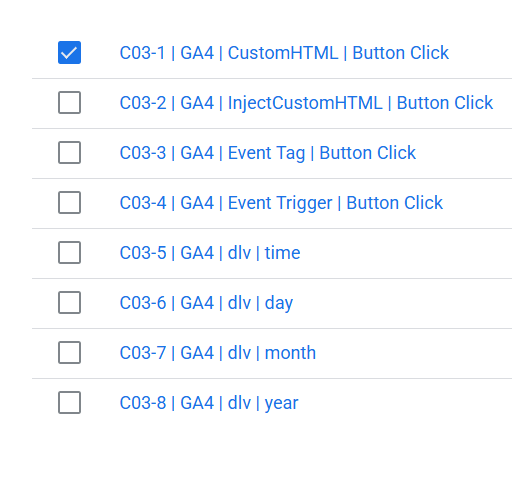 C03-1 | GA4 | CustomHTML | Button Click
C03-2 | GA4 | InjectCustomHTML | Button Click
C03-3 | GA4 | Event Tag | Button Click
C03-4 | GA4 | Event Trigger | Button Click
C03-5 | GA4 | dlv | time
C03-6 | GA4 | dlv | day
C03-7 | GA4 | dlv | month
C03-8 | GA4 | dlv | year